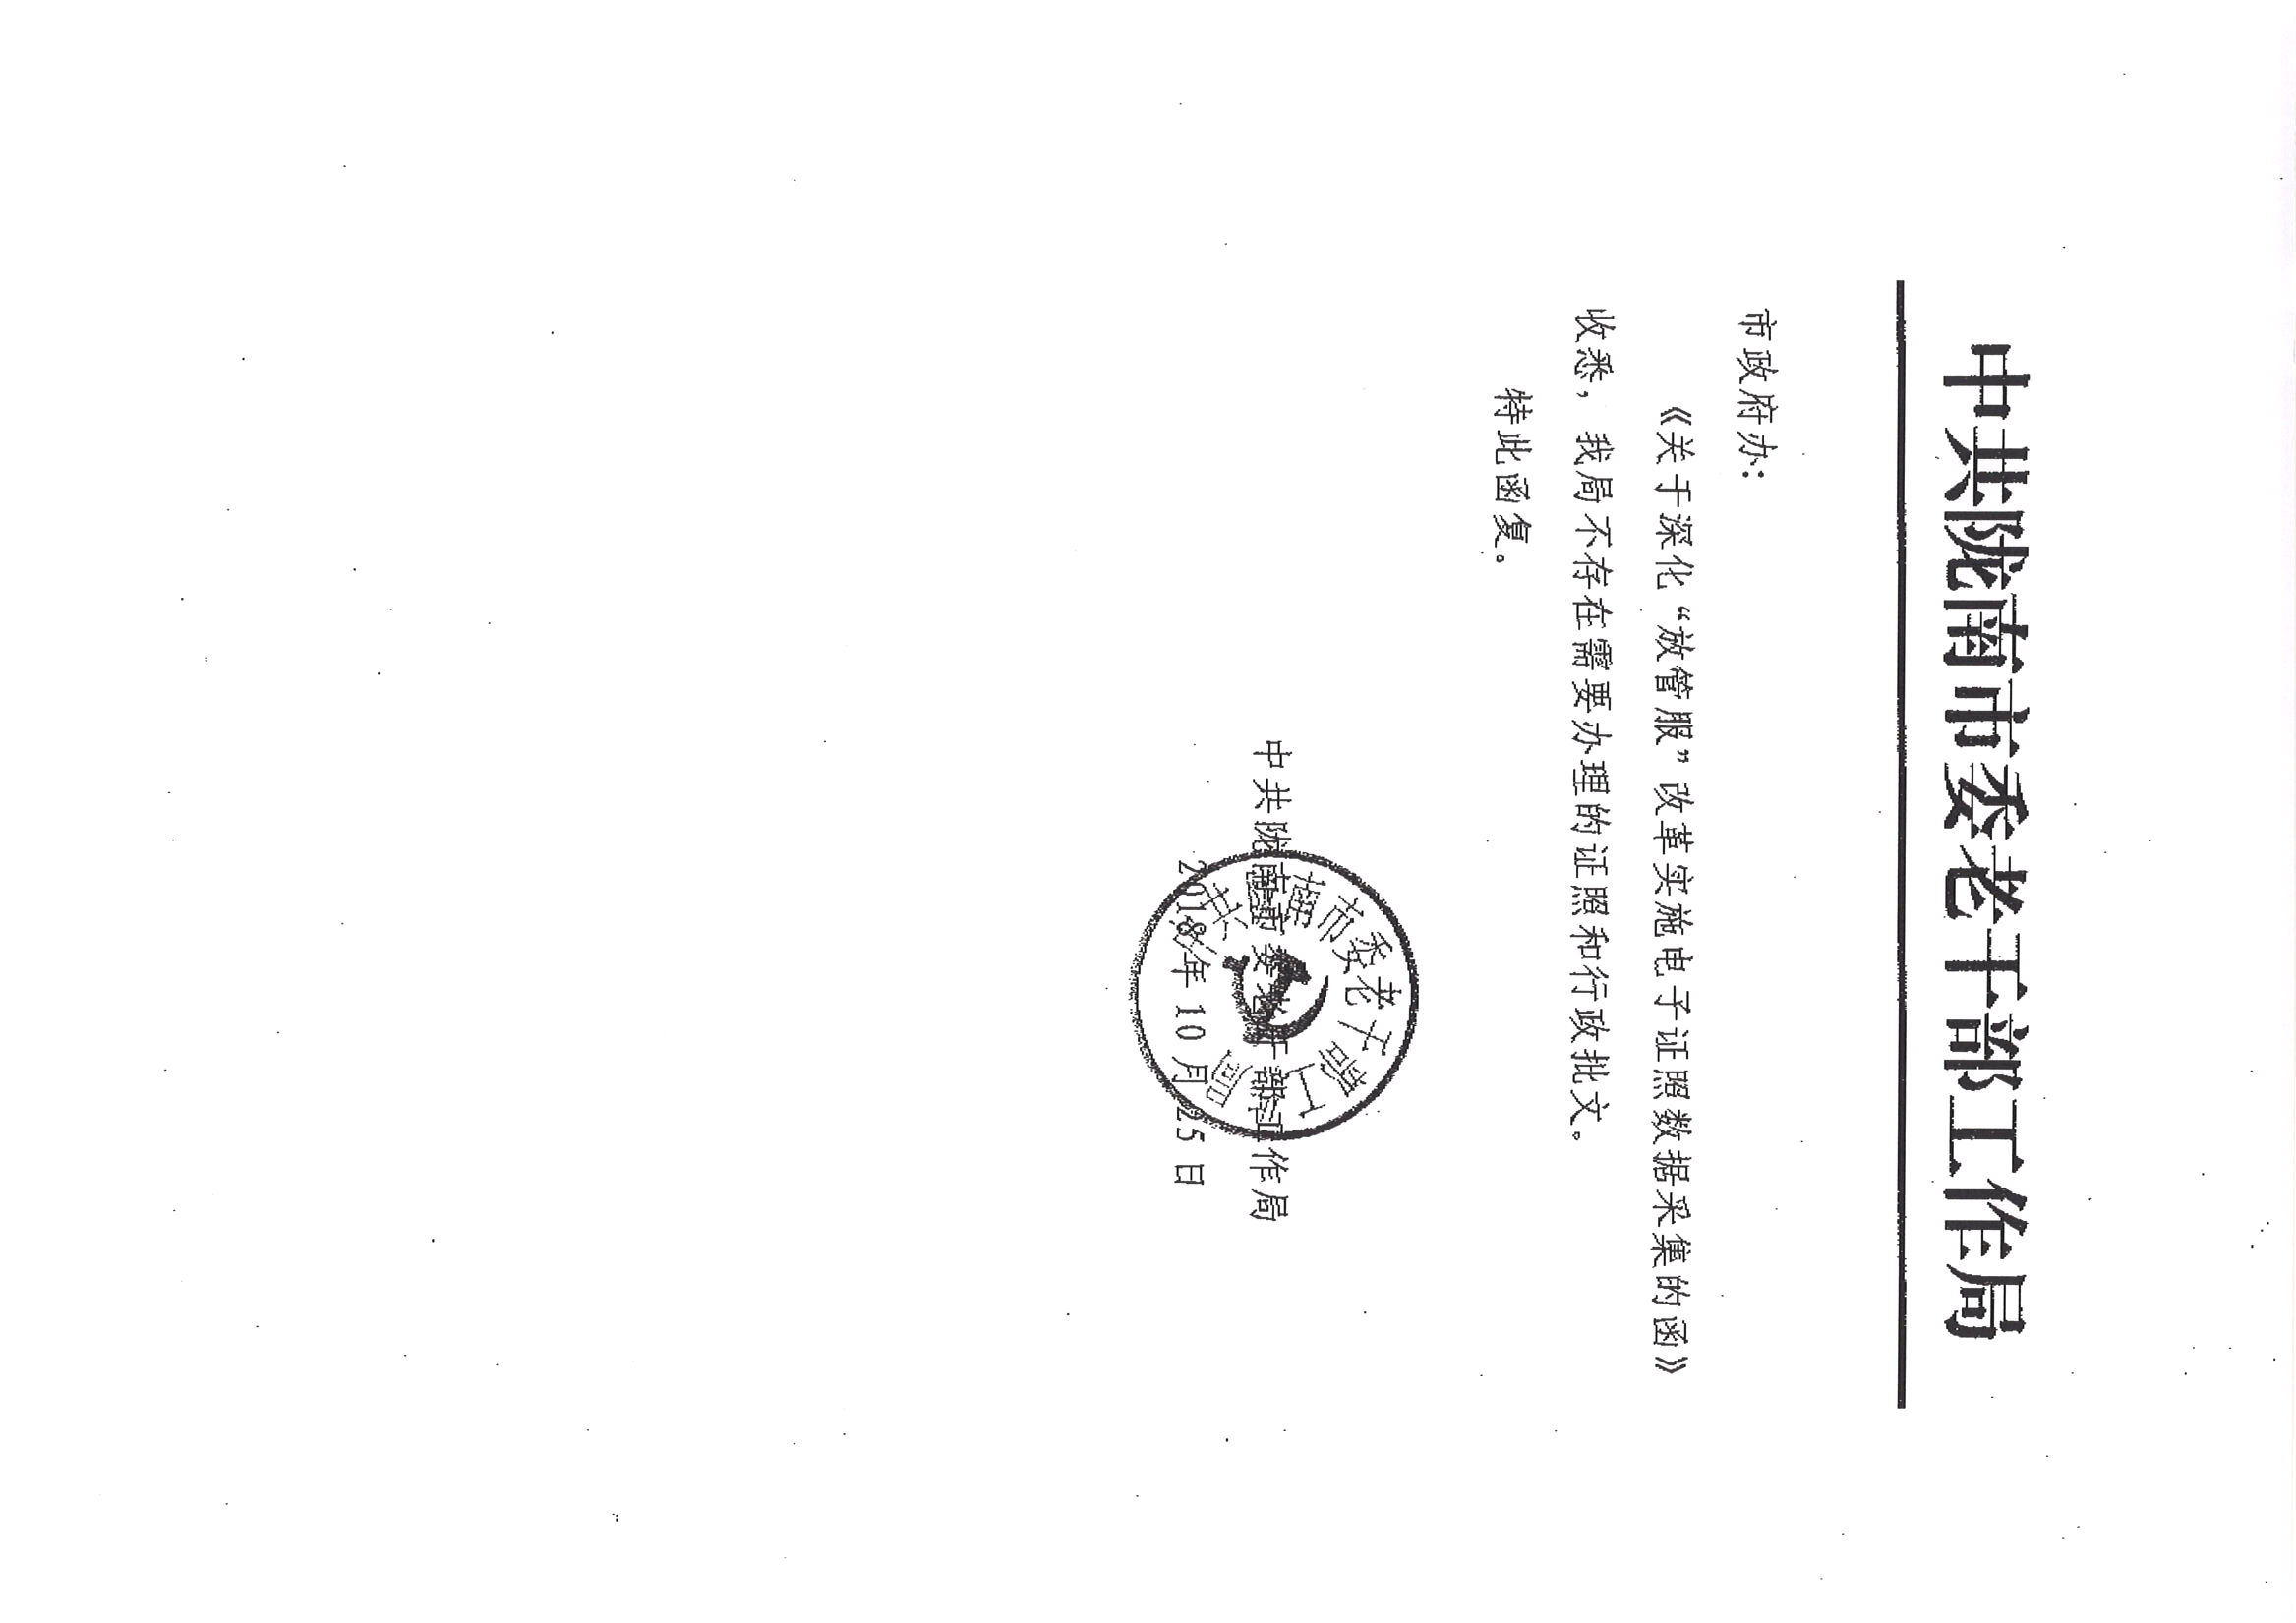 中共陇南市委老干部工作局
市政府办：
《关于深化“放管服”改革实施电子证照数据采集的函》
收悉，我局不存在需要办理的证照和行政批文。
特此函复。
中共陇南市委老干部工作局
中共陇南市委老干部工作局
2018年10月25日